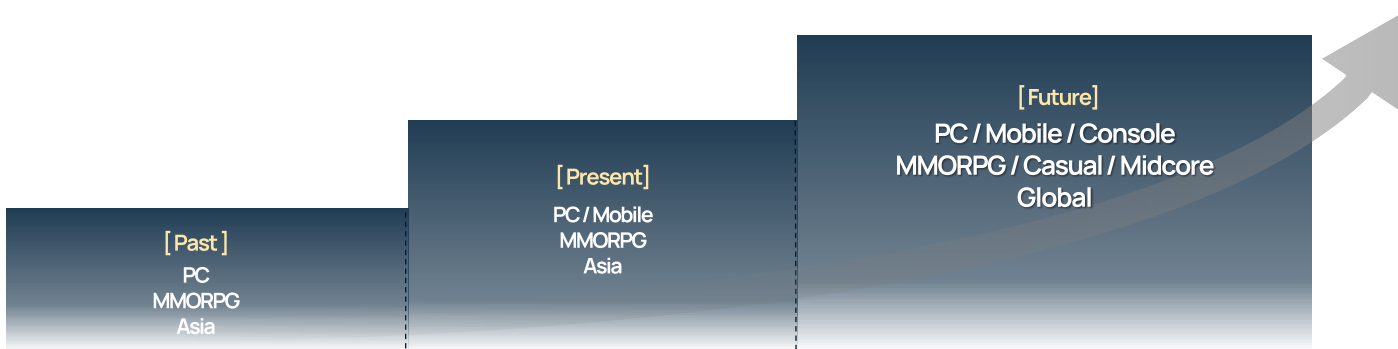 [ Past ]
PC
MMORPG
Asia
[ Present]
PC / Mobile
MMORPG
Asia
[ Future]
PC / Mobile / Console
MMORPG / Casual / Midcore
Global